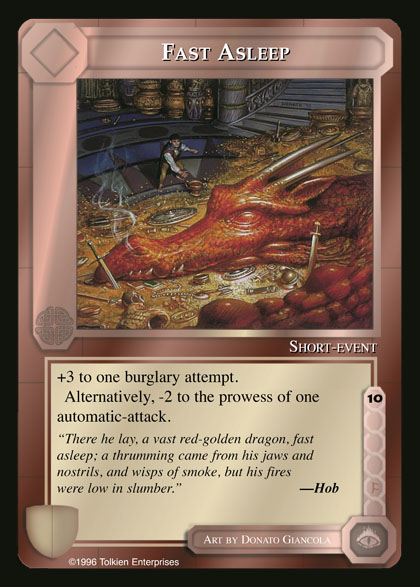 FAST ASLEEP
SHORT-EVENT
+3 to one burglary attempt.
Alternatively, -2 to the prowess of one
automatic-attack.
10
“There he lay, a vast red-golden dragon, fast
asleep; a thrumming came from his jaws and
nostrils, and wisps of smoke, but his fires
were low in slumber.” —Hob
F
ART BY DONATO GIANCOLA
©1996 Tolkien Enterprises